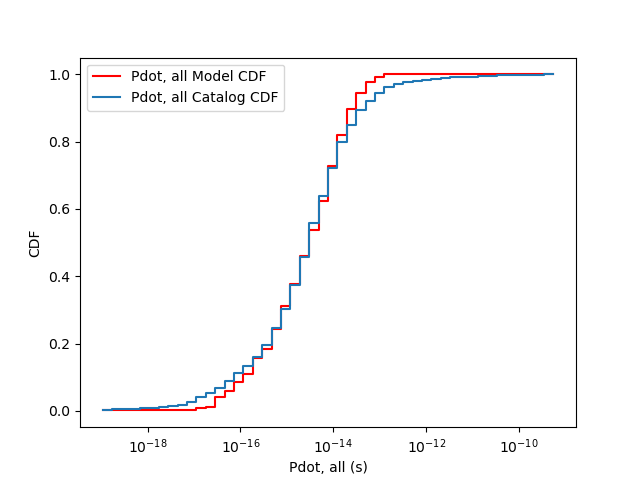 Pdot, all Model CDF
Pdot, all Catalog CDF
1.0
0.8
0.6
0.4
0.2
0.0
CDF
10⁻¹⁸
10⁻¹⁶
10⁻¹⁴
10⁻¹²
10⁻¹⁰
Pdot, all (s)